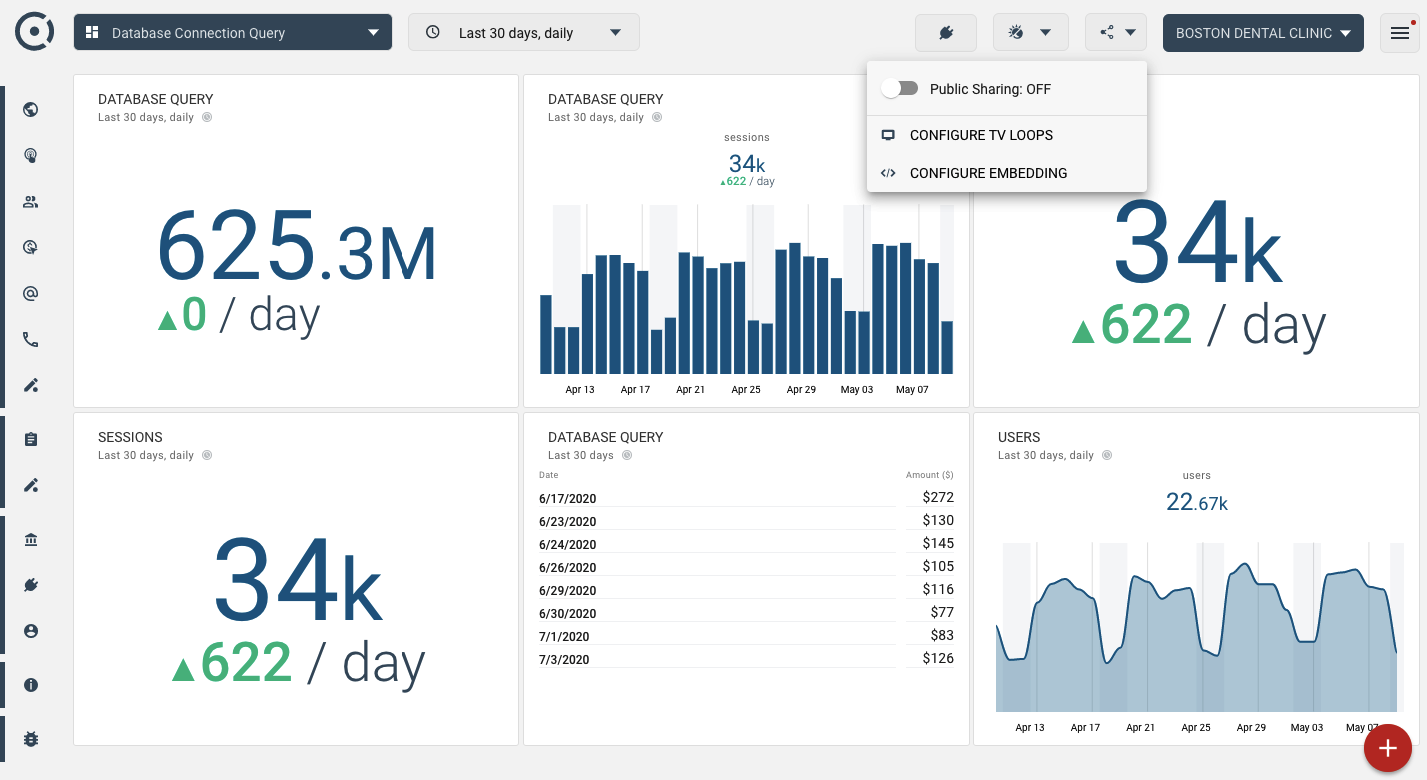 Database Connection Query
Last 30 days, daily
BOSTON DENTAL CLINIC
Public Sharing: OFF
CONFIGURE TV LOOPS
CONFIGURE EMBEDDING
DATABASE QUERY
Last 30 days, daily
625.3M
▲0 / day
DATABASE QUERY
Last 30 days, daily
sessions
34k
▲622 / day
Apr 13 Apr 17 Apr 21 Apr 25 Apr 29 May 03 May 07
34k
▲622 / day
SESSIONS
Last 30 days, daily
34k
▲622 / day
DATABASE QUERY
Last 30 days
Date Amount ($)
6/17/2020 $272
6/23/2020 $130
6/24/2020 $145
6/26/2020 $105
6/29/2020 $116
6/30/2020 $77
7/1/2020 $83
7/3/2020 $126
USERS
Last 30 days, daily
users
22.67k
Apr 13 Apr 17 Apr 21 Apr 25 Apr 29 May 03 May 07